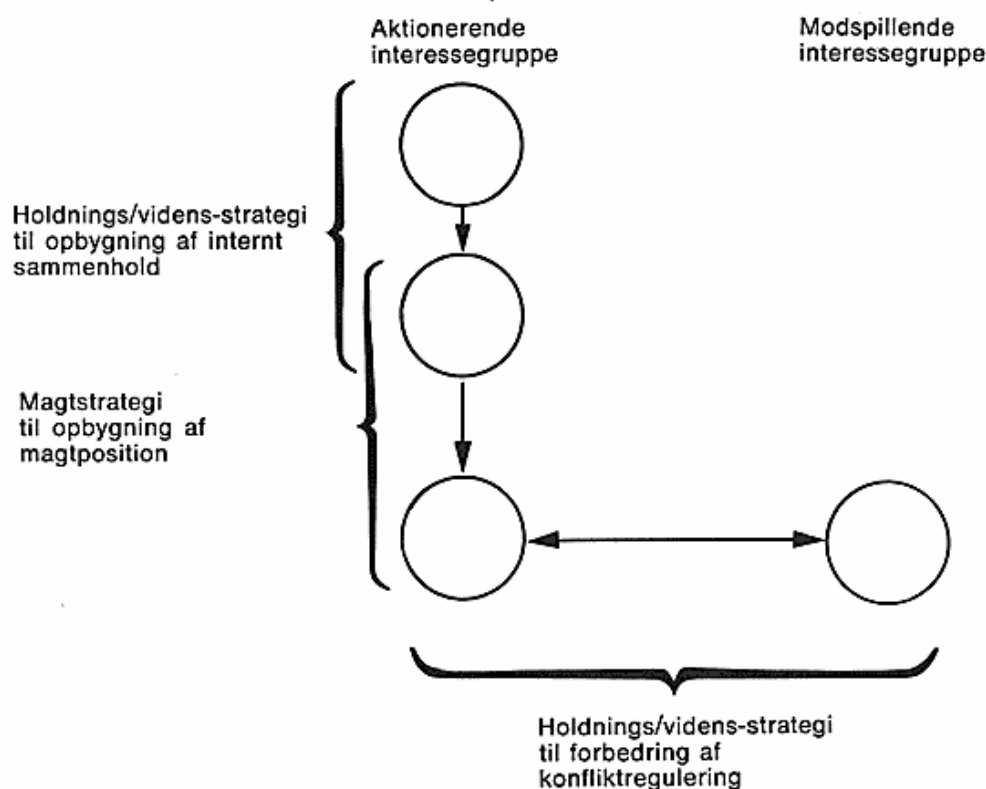 Aktionerende
interessegruppe
Modspillende
interessegruppe
Holdnings/videns-strategi
til opbygning af internt
sammenhold
Magtstrategi
til opbygning af
magtposition
Holdnings/videns-strategi
til forbedring af
konfliktregulering